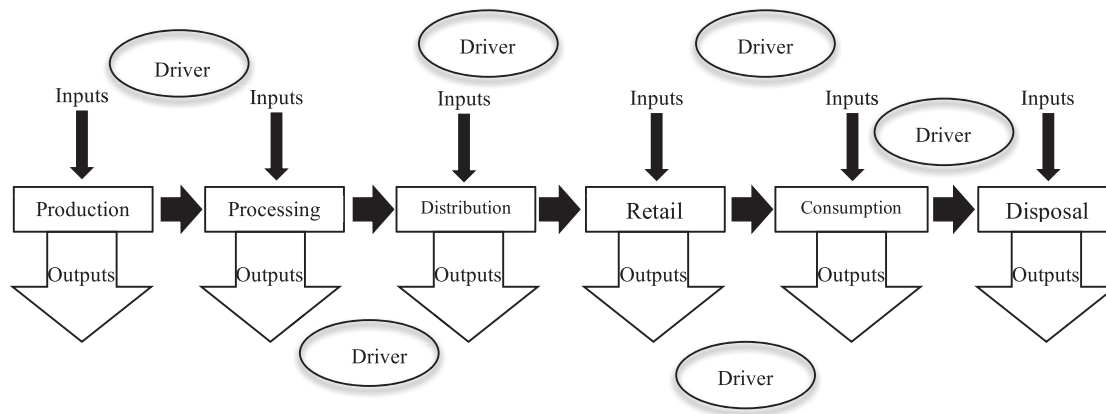 Driver
Driver
Driver
Inputs
Inputs
Inputs
Inputs
Inputs
Inputs
Driver
Production
Processing
Distribution
Retail
Consumption
Disposal
Outputs
Outputs
Outputs
Outputs
Outputs
Outputs
Driver
Driver